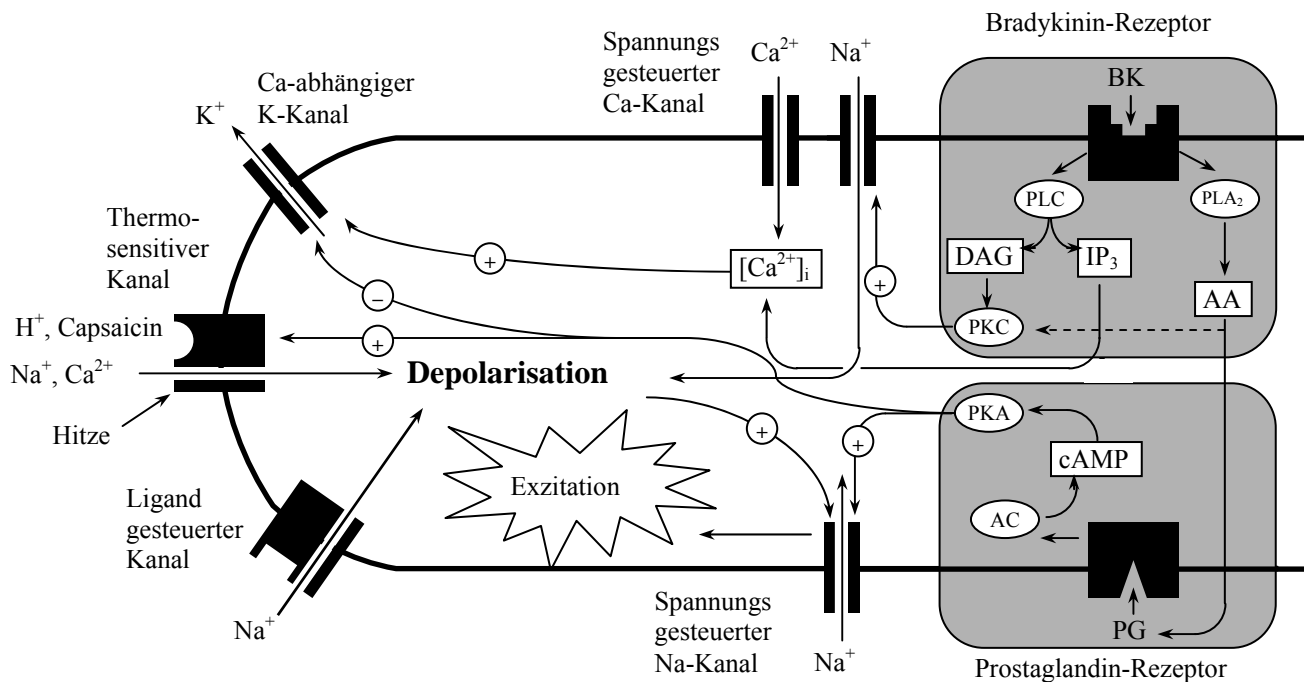 Bradykinin-Rezeptor
Spannungs
gesteuerter
Ca-Kanal
Ca²⁺
Na⁺
BK
Ca-abhängiger
K-Kanal
K⁺
PLC
PLA₂
Thermo-
sensitiver
Kanal
+
[Ca²⁺]ᵢ
DAG
IP₃
+
−
AA
PKC
H⁺, Capsaicin
+
Na⁺, Ca²⁺
Depolarisation
Hitze
+
+
PKA
cAMP
Exzitation
Ligand
gesteuerter
Kanal
AC
Na⁺
Spannungs
gesteuerter
Na-Kanal
Na⁺
PG
Prostaglandin-Rezeptor